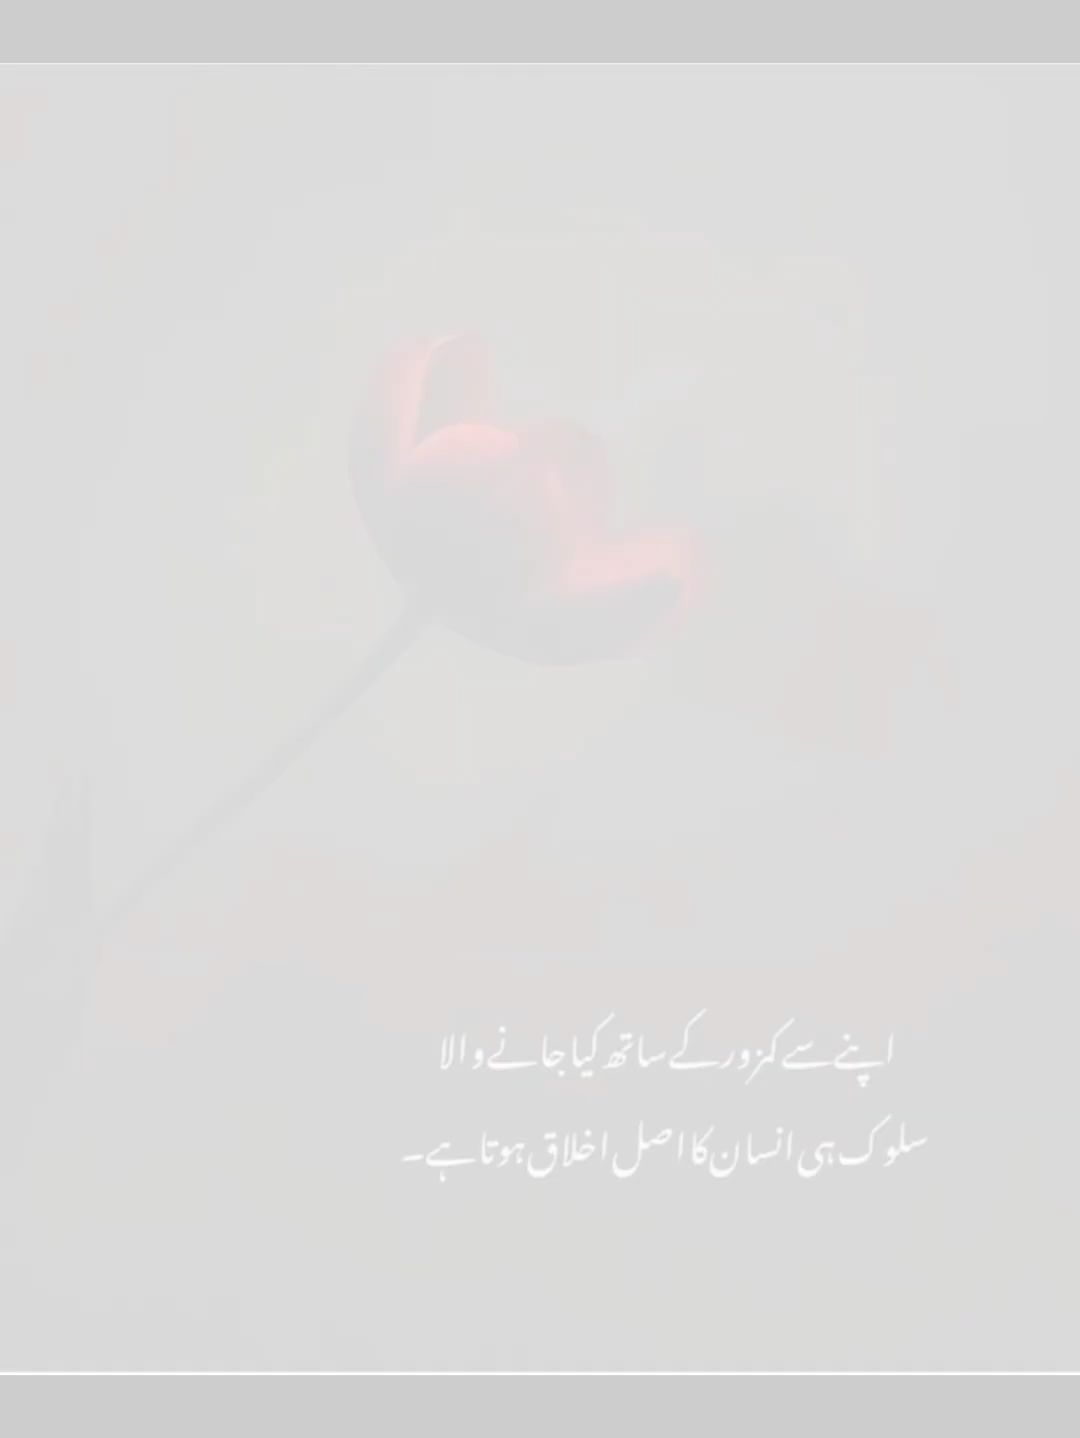 اپنے سے کمزور کے ساتھ کیا جانے والا
سلوک ہی انسان کا اصل اخلاق ہوتا ہے۔